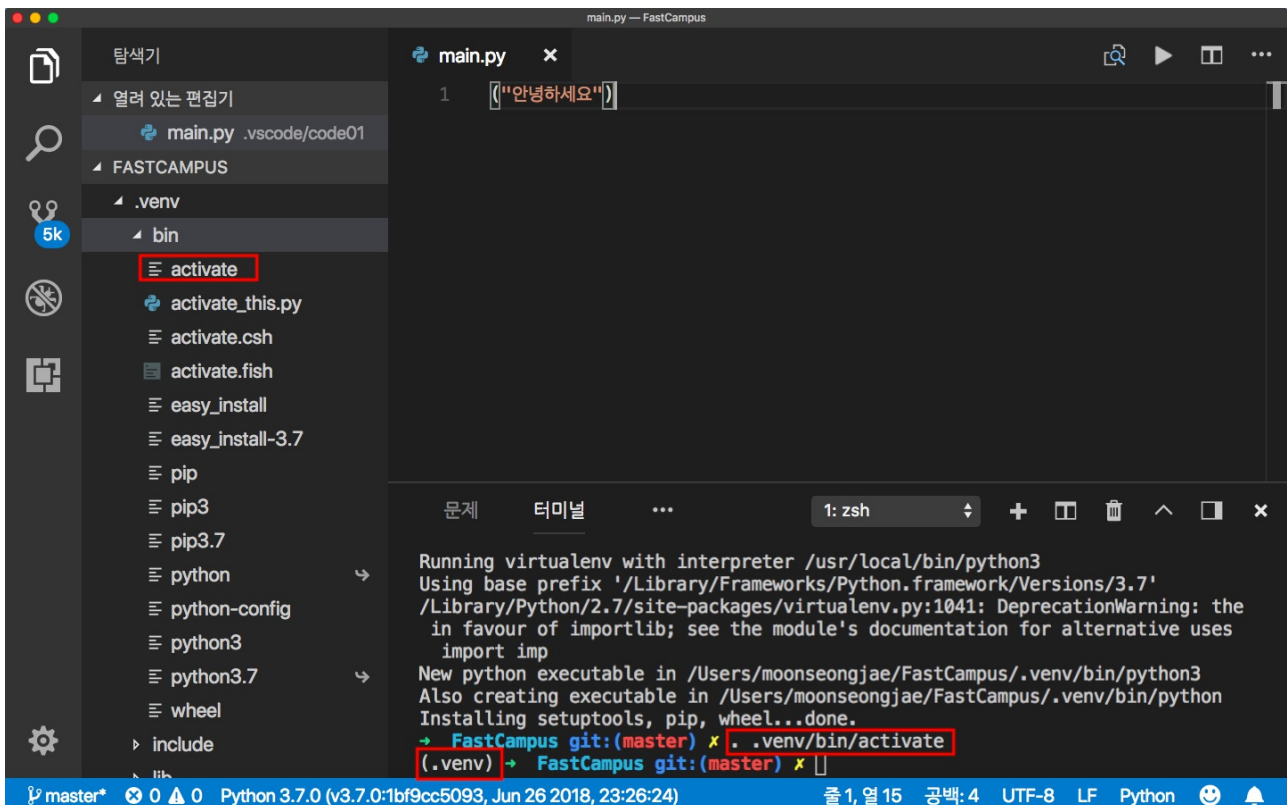 main.py — FastCampus
탐색기
열려 있는 편집기
main.py .vscode/code01
FASTCAMPUS
.venv
bin
activate
activate_this.py
activate.csh
activate.fish
easy_install
easy_install-3.7
pip
pip3
pip3.7
python
python-config
python3
python3.7
wheel
include
lib
5k
main.py
1 ("안녕하세요")
문제 터미널 ••• 1: zsh
Running virtualenv with interpreter /usr/local/bin/python3
Using base prefix '/Library/Frameworks/Python.framework/Versions/3.7'
/Library/Python/2.7/site-packages/virtualenv.py:1041: DeprecationWarning: the
in favour of importlib; see the module's documentation for alternative uses
import imp
New python executable in /Users/moonseongjae/FastCampus/.venv/bin/python3
Also creating executable in /Users/moonseongjae/FastCampus/.venv/bin/python
Installing setuptools, pip, wheel...done.
➜ FastCampus git:(master) ✗ . .venv/bin/activate
(.venv) ➜ FastCampus git:(master) ✗
master* 0 0 Python 3.7.0 (v3.7.0:1bf9cc5093, Jun 26 2018, 23:26:24) 줄 1, 열 15 공백: 4 UTF-8 LF Python